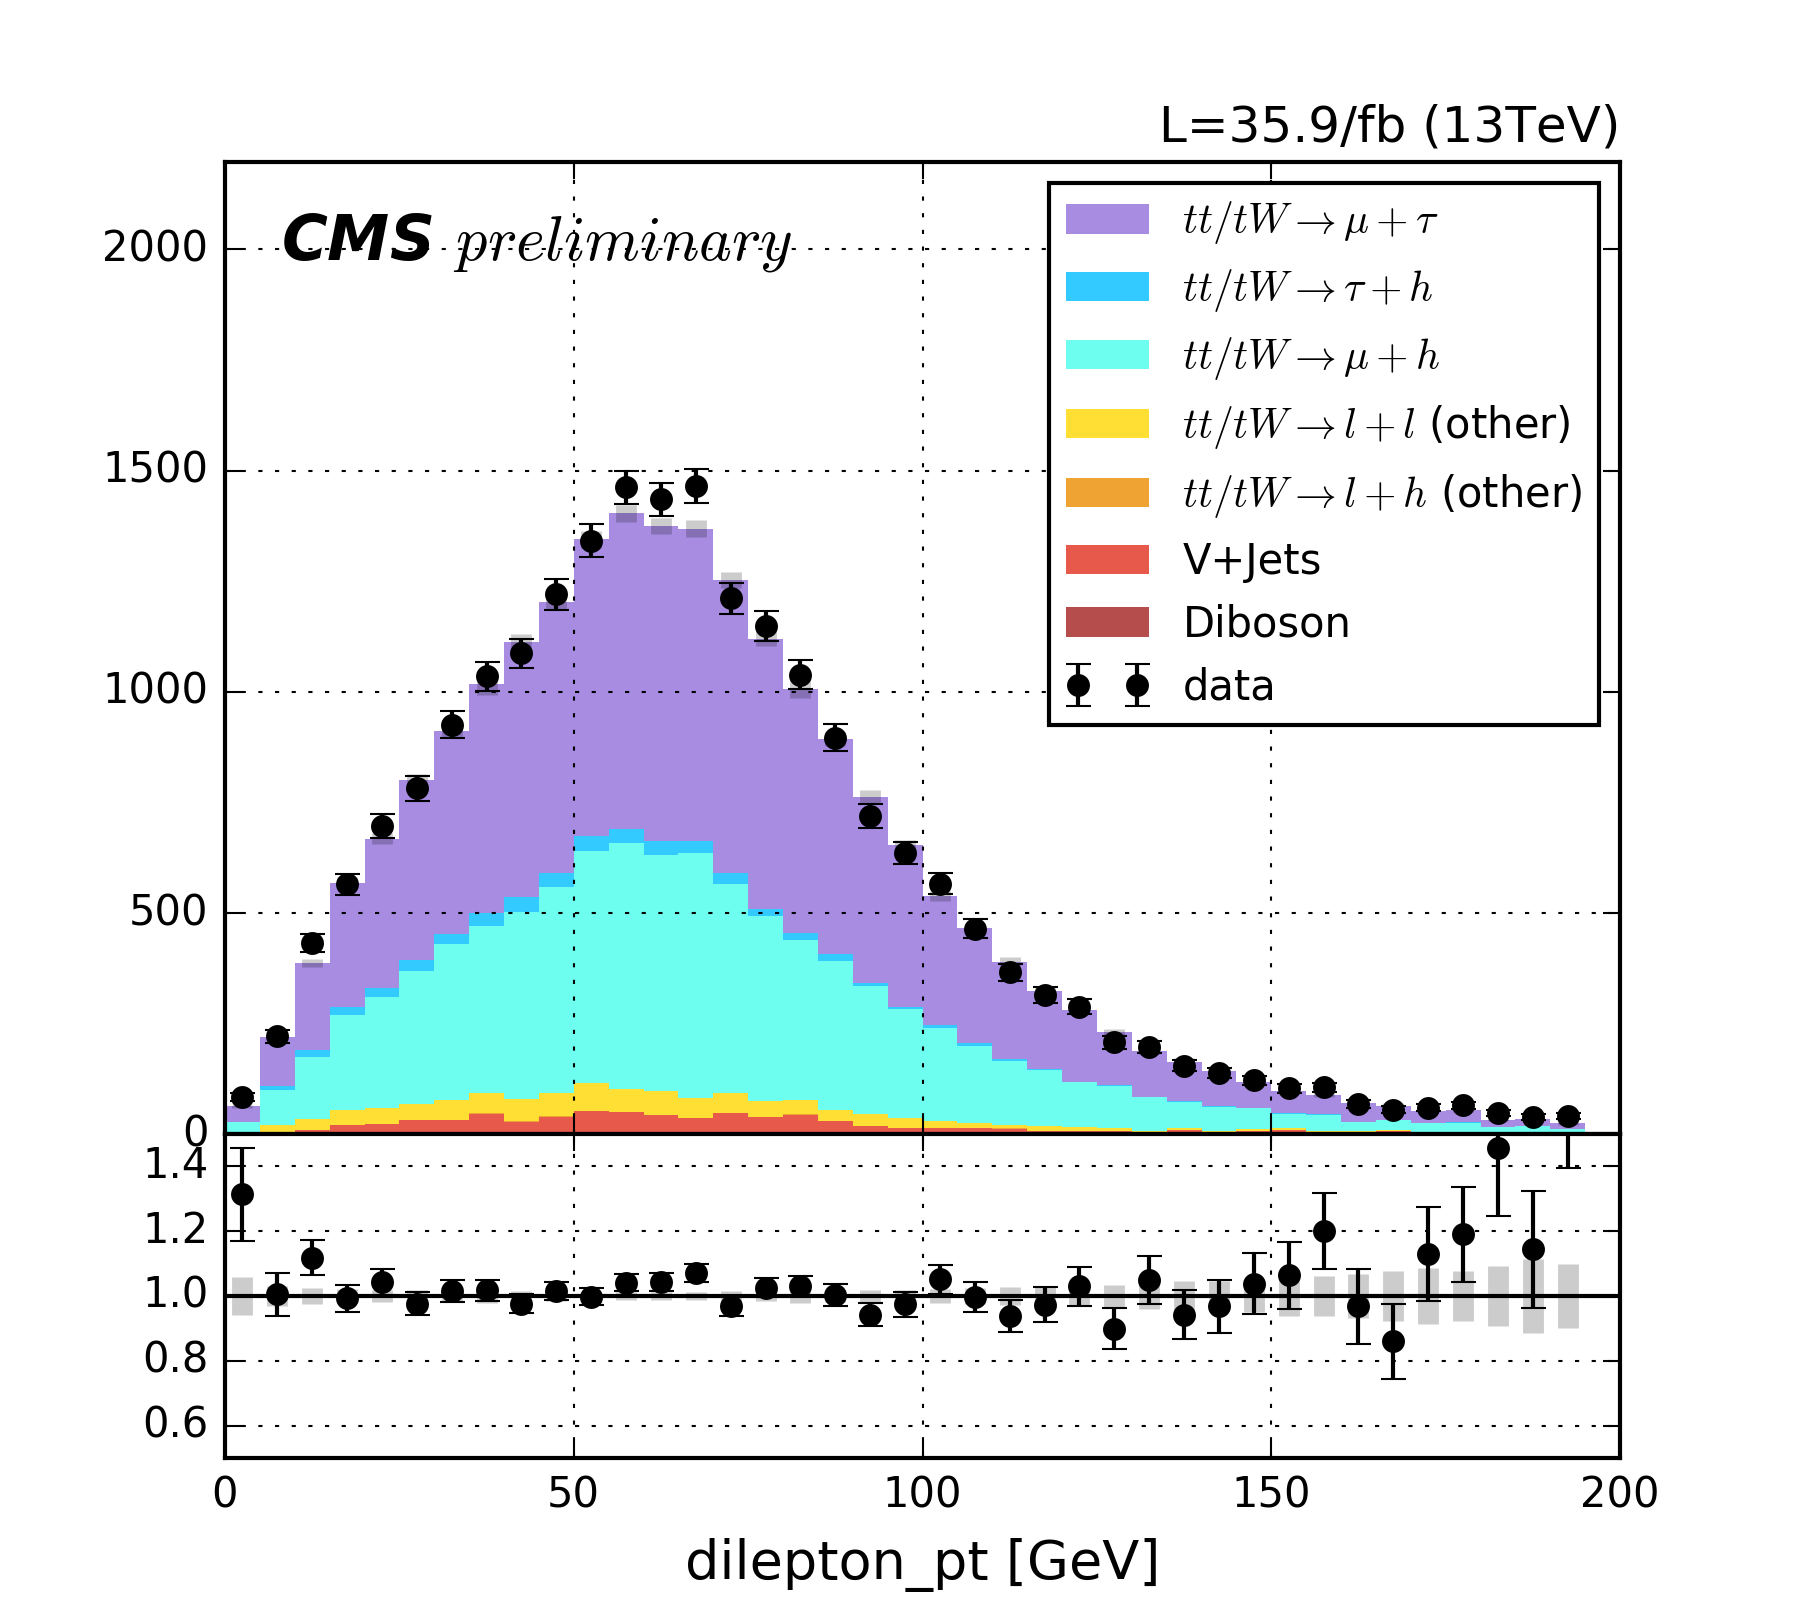 L=35.9/fb (13TeV)
CMS preliminary
tt/tW → μ + τ
tt/tW → τ + h
tt/tW → μ + h
tt/tW → l + l (other)
tt/tW → l + h (other)
V+Jets
Diboson
data
2000
1500
1000
500
0
1.4
1.2
1.0
0.8
0.6
0 50 100 150 200
dilepton_pt [GeV]